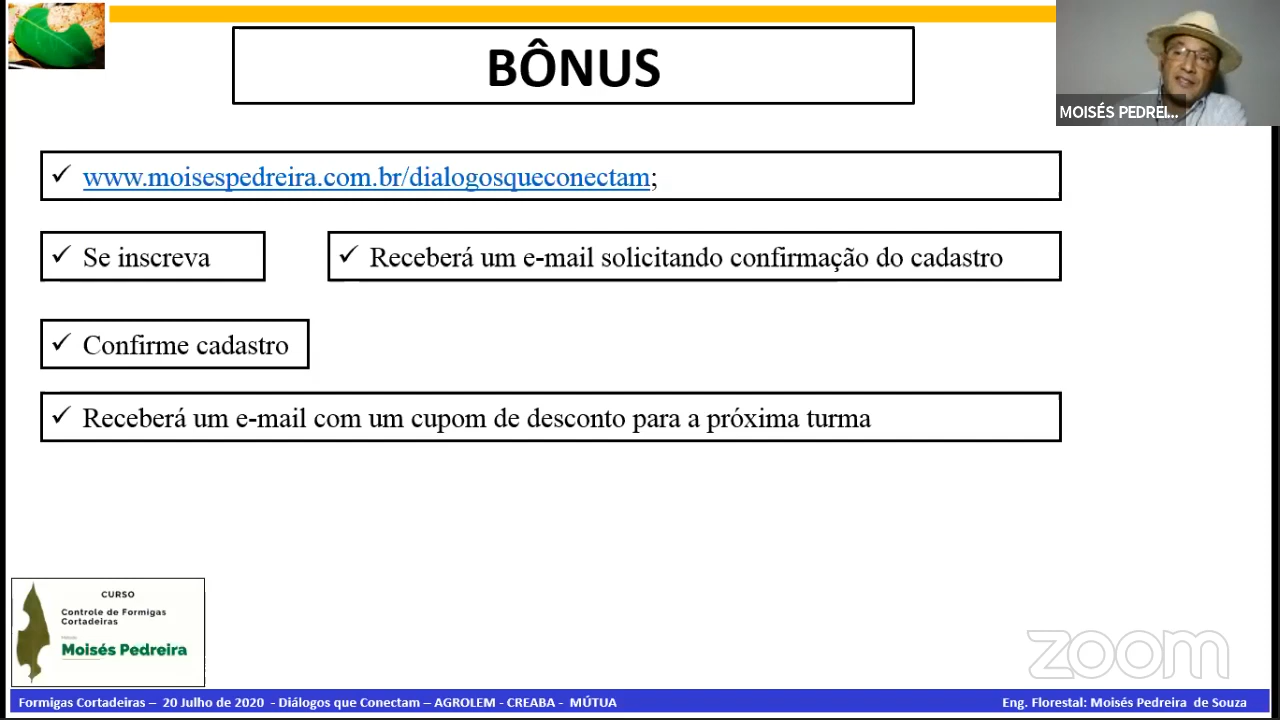 BÔNUS
MOISÉS PEDREI...
✓ www.moisespedreira.com.br/dialogosqueconectam;
✓ Se inscreva
✓ Receberá um e-mail solicitando confirmação do cadastro
✓ Confirme cadastro
✓ Receberá um e-mail com um cupom de desconto para a próxima turma
CURSO
Controle de Formigas
Cortadeiras
Moisés Pedreira
zoom
Formigas Cortadeiras – 20 Julho de 2020 - Diálogos que Conectam – AGROLEM - CREABA - MÚTUA
Eng. Florestal: Moisés Pedreira de Souza